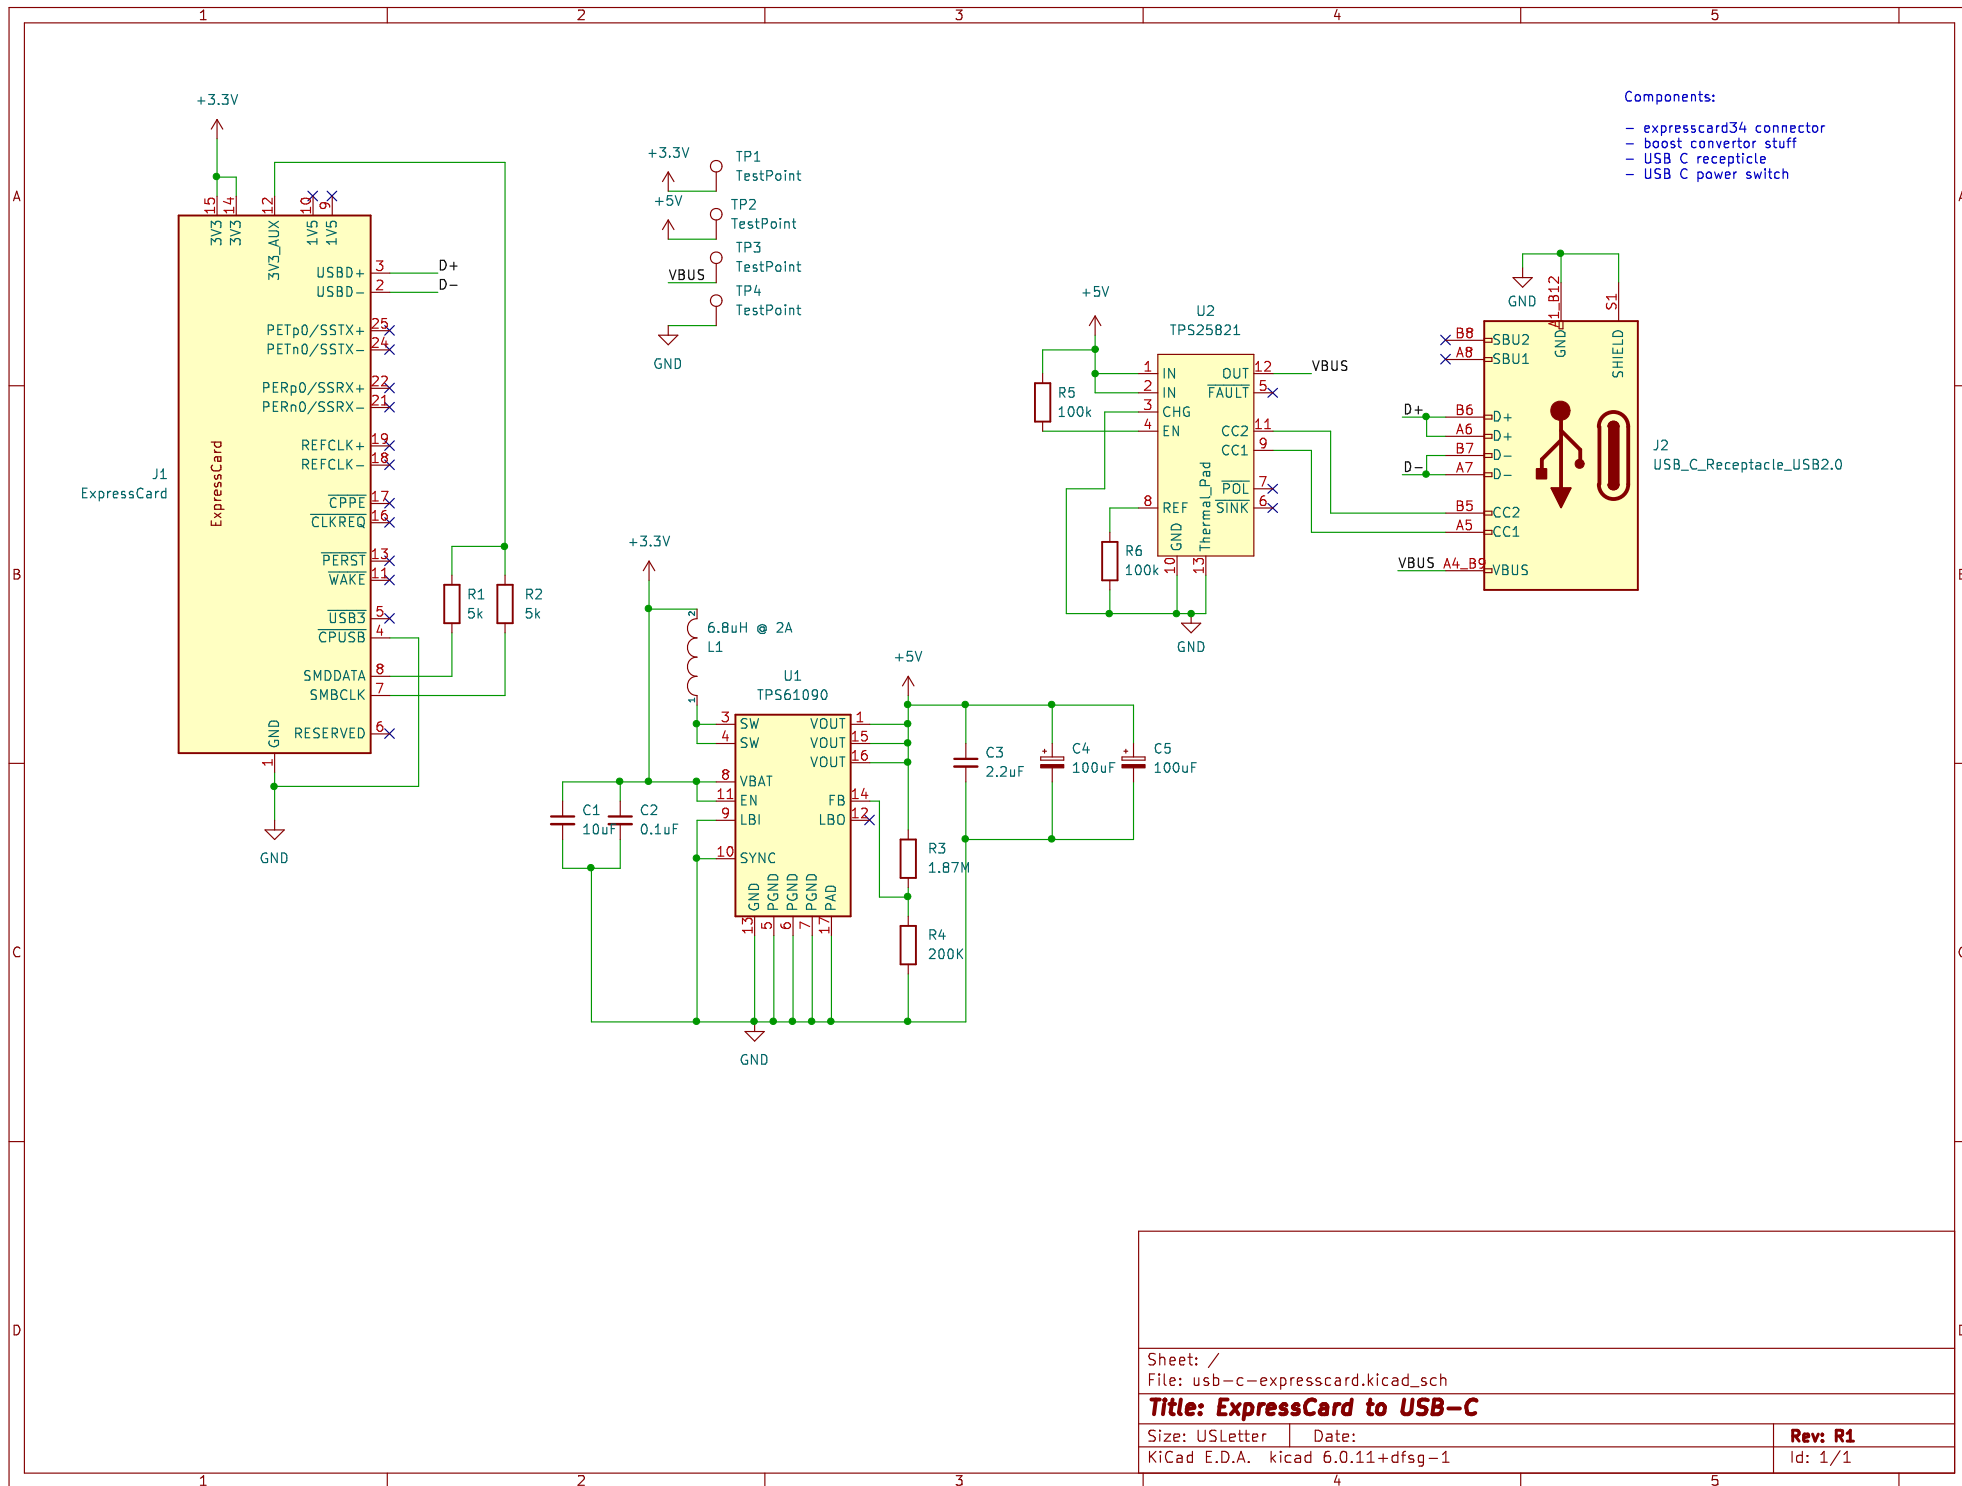 1 2 3 4 5
A
B
C
D
+3.3V
15
14
12
10
9
3V3
3V3
3V3_AUX
1V5
1V5
J1
ExpressCard
ExpressCard
USBD+ 3 D+
USBD- 2 D-
PETp0/SSTX+ 25
PETn0/SSTX- 24
PERp0/SSRX+ 22
PERn0/SSRX- 21
REFCLK+ 19
REFCLK- 18
CPPE 17
CLKREQ 16
PERST 13
WAKE 11
USB3 5
CPUSB 4
SMDDATA 8
SMBCLK 7
RESERVED 6
GND
1
GND
R1
5k
R2
5k
+3.3V
TP1
TestPoint
+5V
TP2
TestPoint
VBUS
TP3
TestPoint
TP4
TestPoint
GND
Components:
- expresscard34 connector
- boost convertor stuff
- USB C recepticle
- USB C power switch
+3.3V
2
6.8uH @ 2A
L1
1
U1
TPS61090
3 SW
4 SW
8 VBAT
11 EN
9 LBI
10 SYNC
VOUT 1
VOUT 15
VOUT 16
FB 14
LBO 12
GND
PGND
PGND
PGND
PAD
13
5
6
7
17
GND
C1
10uF
C2
0.1uF
+5V
C3
2.2uF
C4
100uF
C5
100uF
R3
1.87M
R4
200K
+5V
R5
100k
U2
TPS25821
1 IN
2 IN
3 CHG
4 EN
8 REF
OUT 12 VBUS
FAULT 5
CC2 11
CC1 9
POL 7
SINK 6
GND
Thermal_Pad
10
13
R6
100k
GND
GND
A1_B12
S1
GND
SHIELD
B8 SBU2
A8 SBU1
D+ B6 D+
A6 D+
B7 D-
D- A7 D-
B5 CC2
A5 CC1
VBUS A4_B9 VBUS
J2
USB_C_Receptacle_USB2.0
Sheet: /
File: usb-c-expresscard.kicad_sch
Title: ExpressCard to USB-C
Size: USLetter Date: Rev: R1
KiCad E.D.A. kicad 6.0.11+dfsg-1 Id: 1/1
1 2 3 4 5